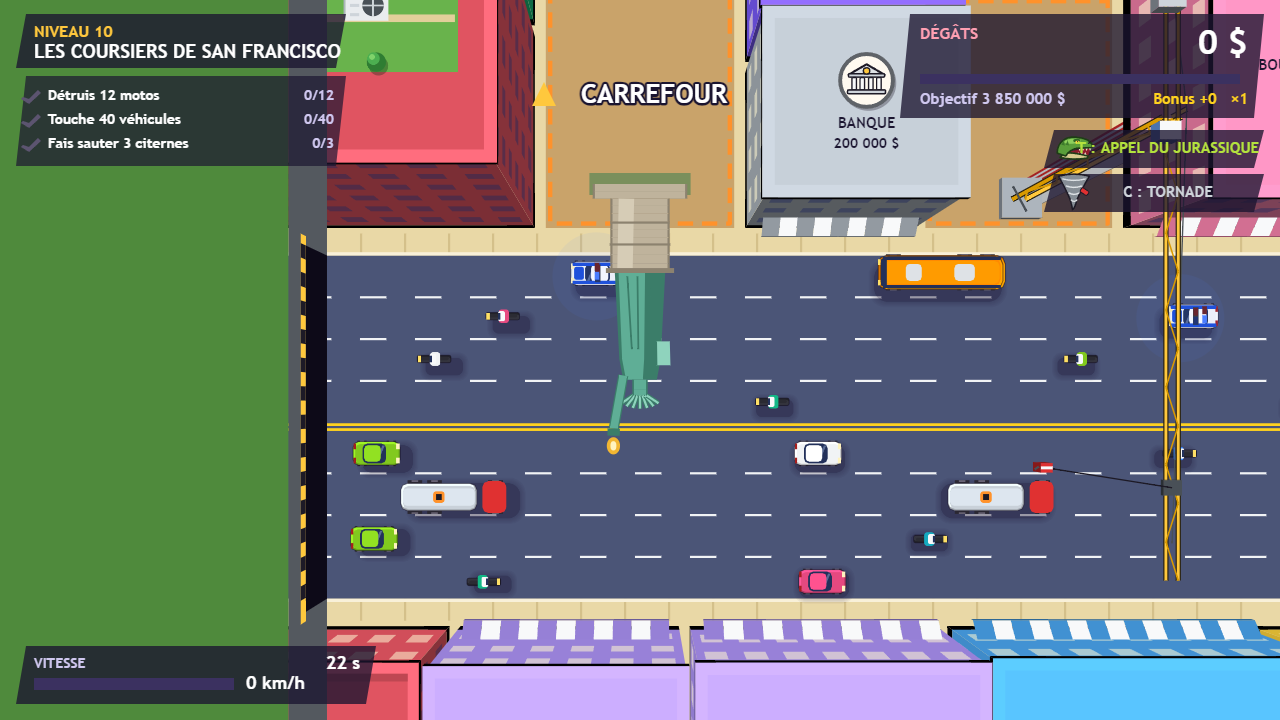 NIVEAU 10
LES COURSIERS DE SAN FRANCISCO
Détruis 12 motos 0/12
Touche 40 véhicules 0/40
Fais sauter 3 citernes 0/3
CARREFOUR
BANQUE
200 000 $
DÉGÂTS
0 $
Objectif 3 850 000 $ Bonus +0 ×1
: APPEL DU JURASSIQUE
C : TORNADE
VITESSE
22 s
0 km/h